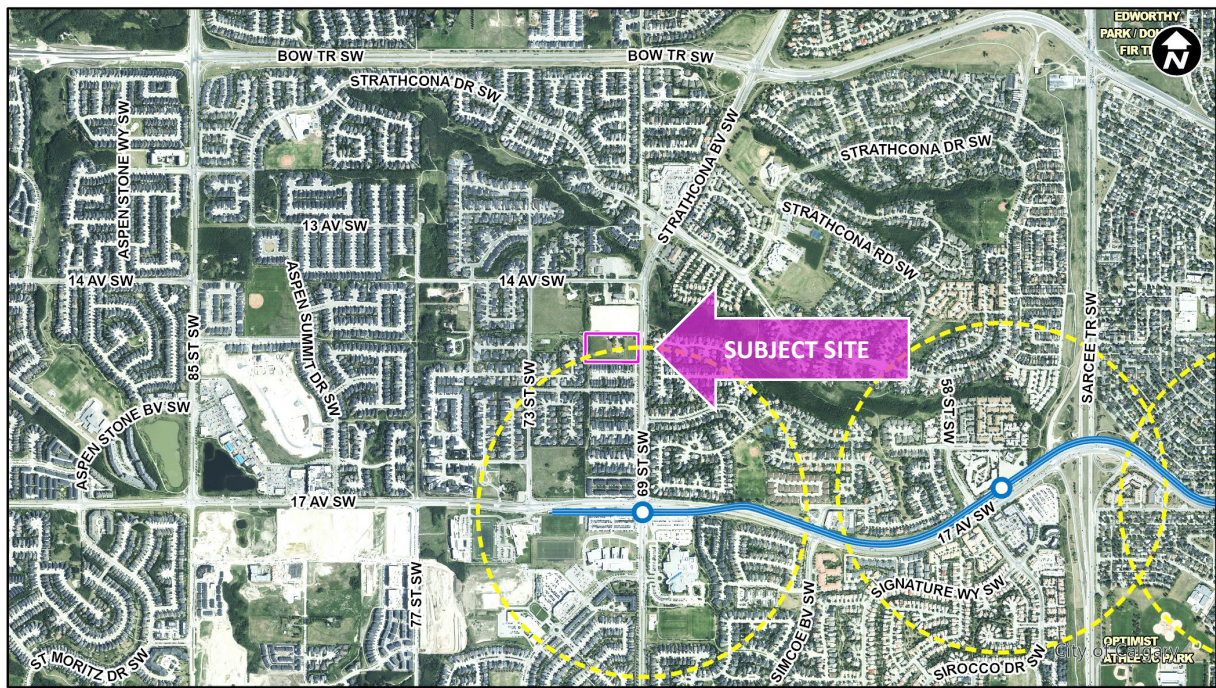 EDWORTHY
PARK / DOU
FIR T
N
BOW TR SW
BOW TR SW
STRATHCONA DR SW
STRATHCONA BV SW
STRATHCONA DR SW
ASPEN STONE WY SW
13 AV SW
STRATHCONA RD SW
14 AV SW
14 AV SW
85 ST SW
ASPEN SUMMIT DR SW
SUBJECT SITE
SARCEE TR SW
73 ST SW
ASPEN STONE BV SW
69 ST SW
17 AV SW
17 AV SW
77 ST SW
SIMCOE BV SW
SIGNATURE WY SW
ST MORITZ DR SW
SIROCCO DR SW
OPTIMIST
ATHLETIC PARK
City of Calgary